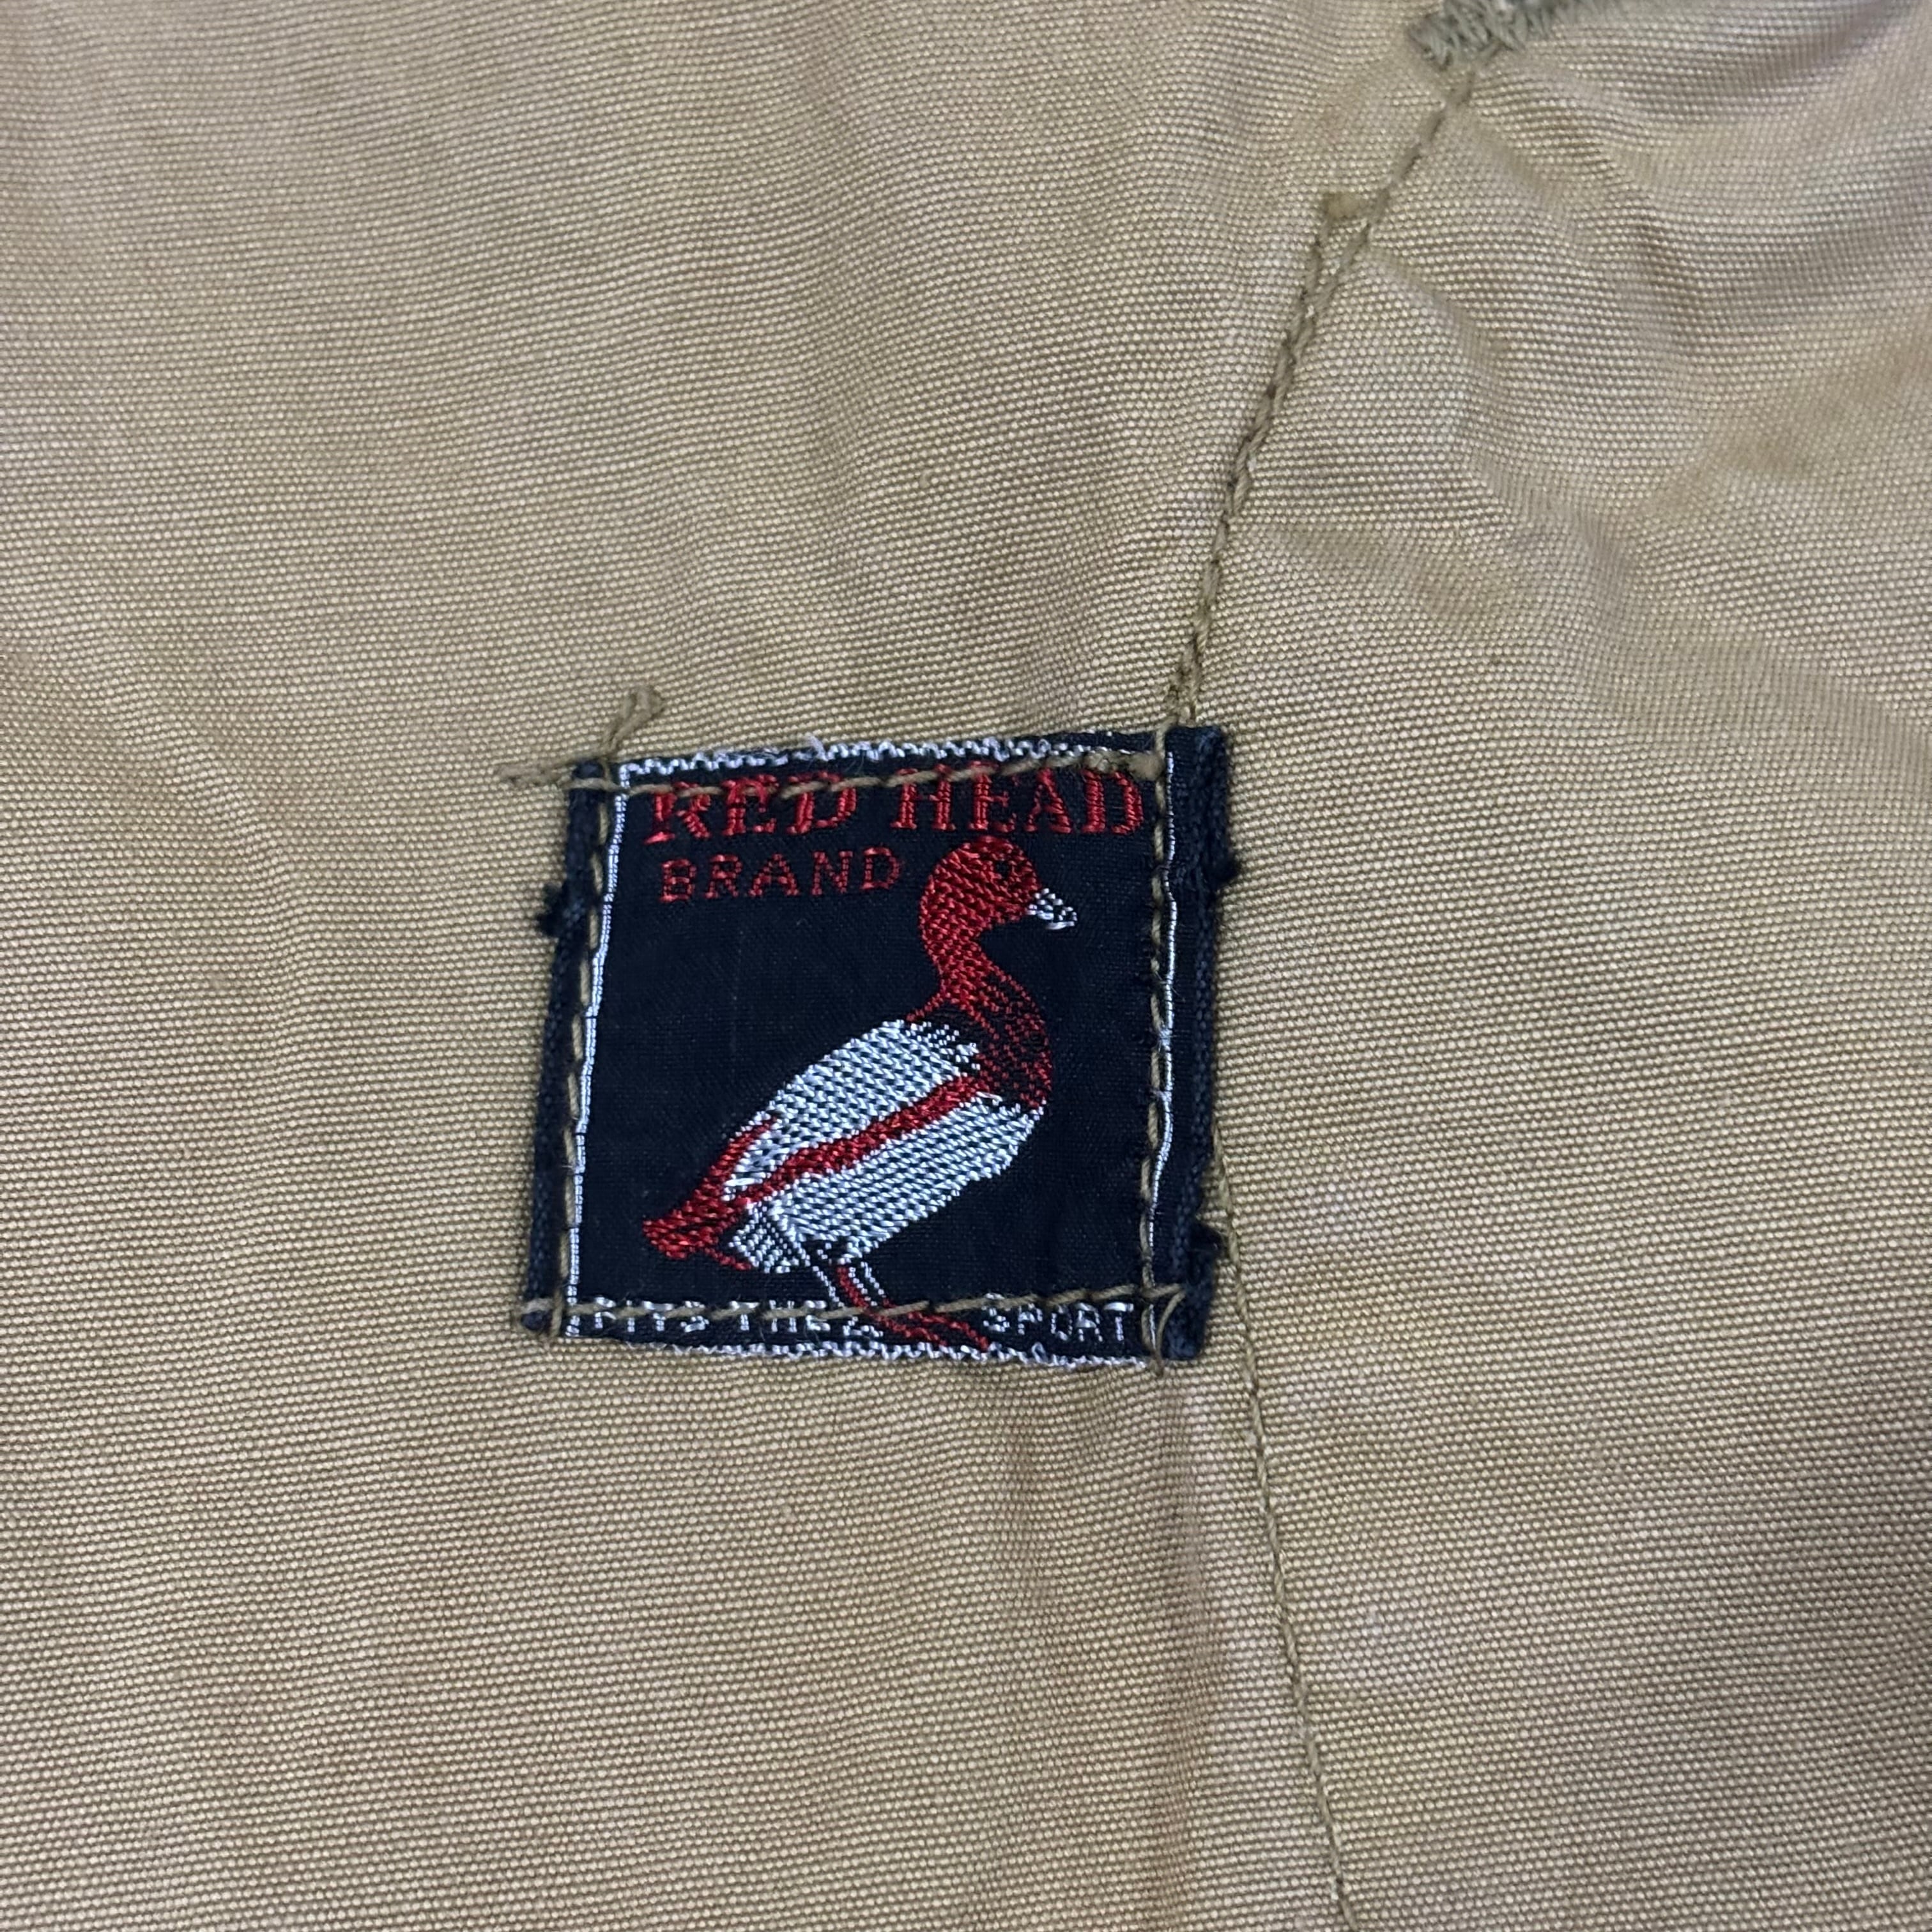 RED HEAD
BRAND
FITS THE SPORT